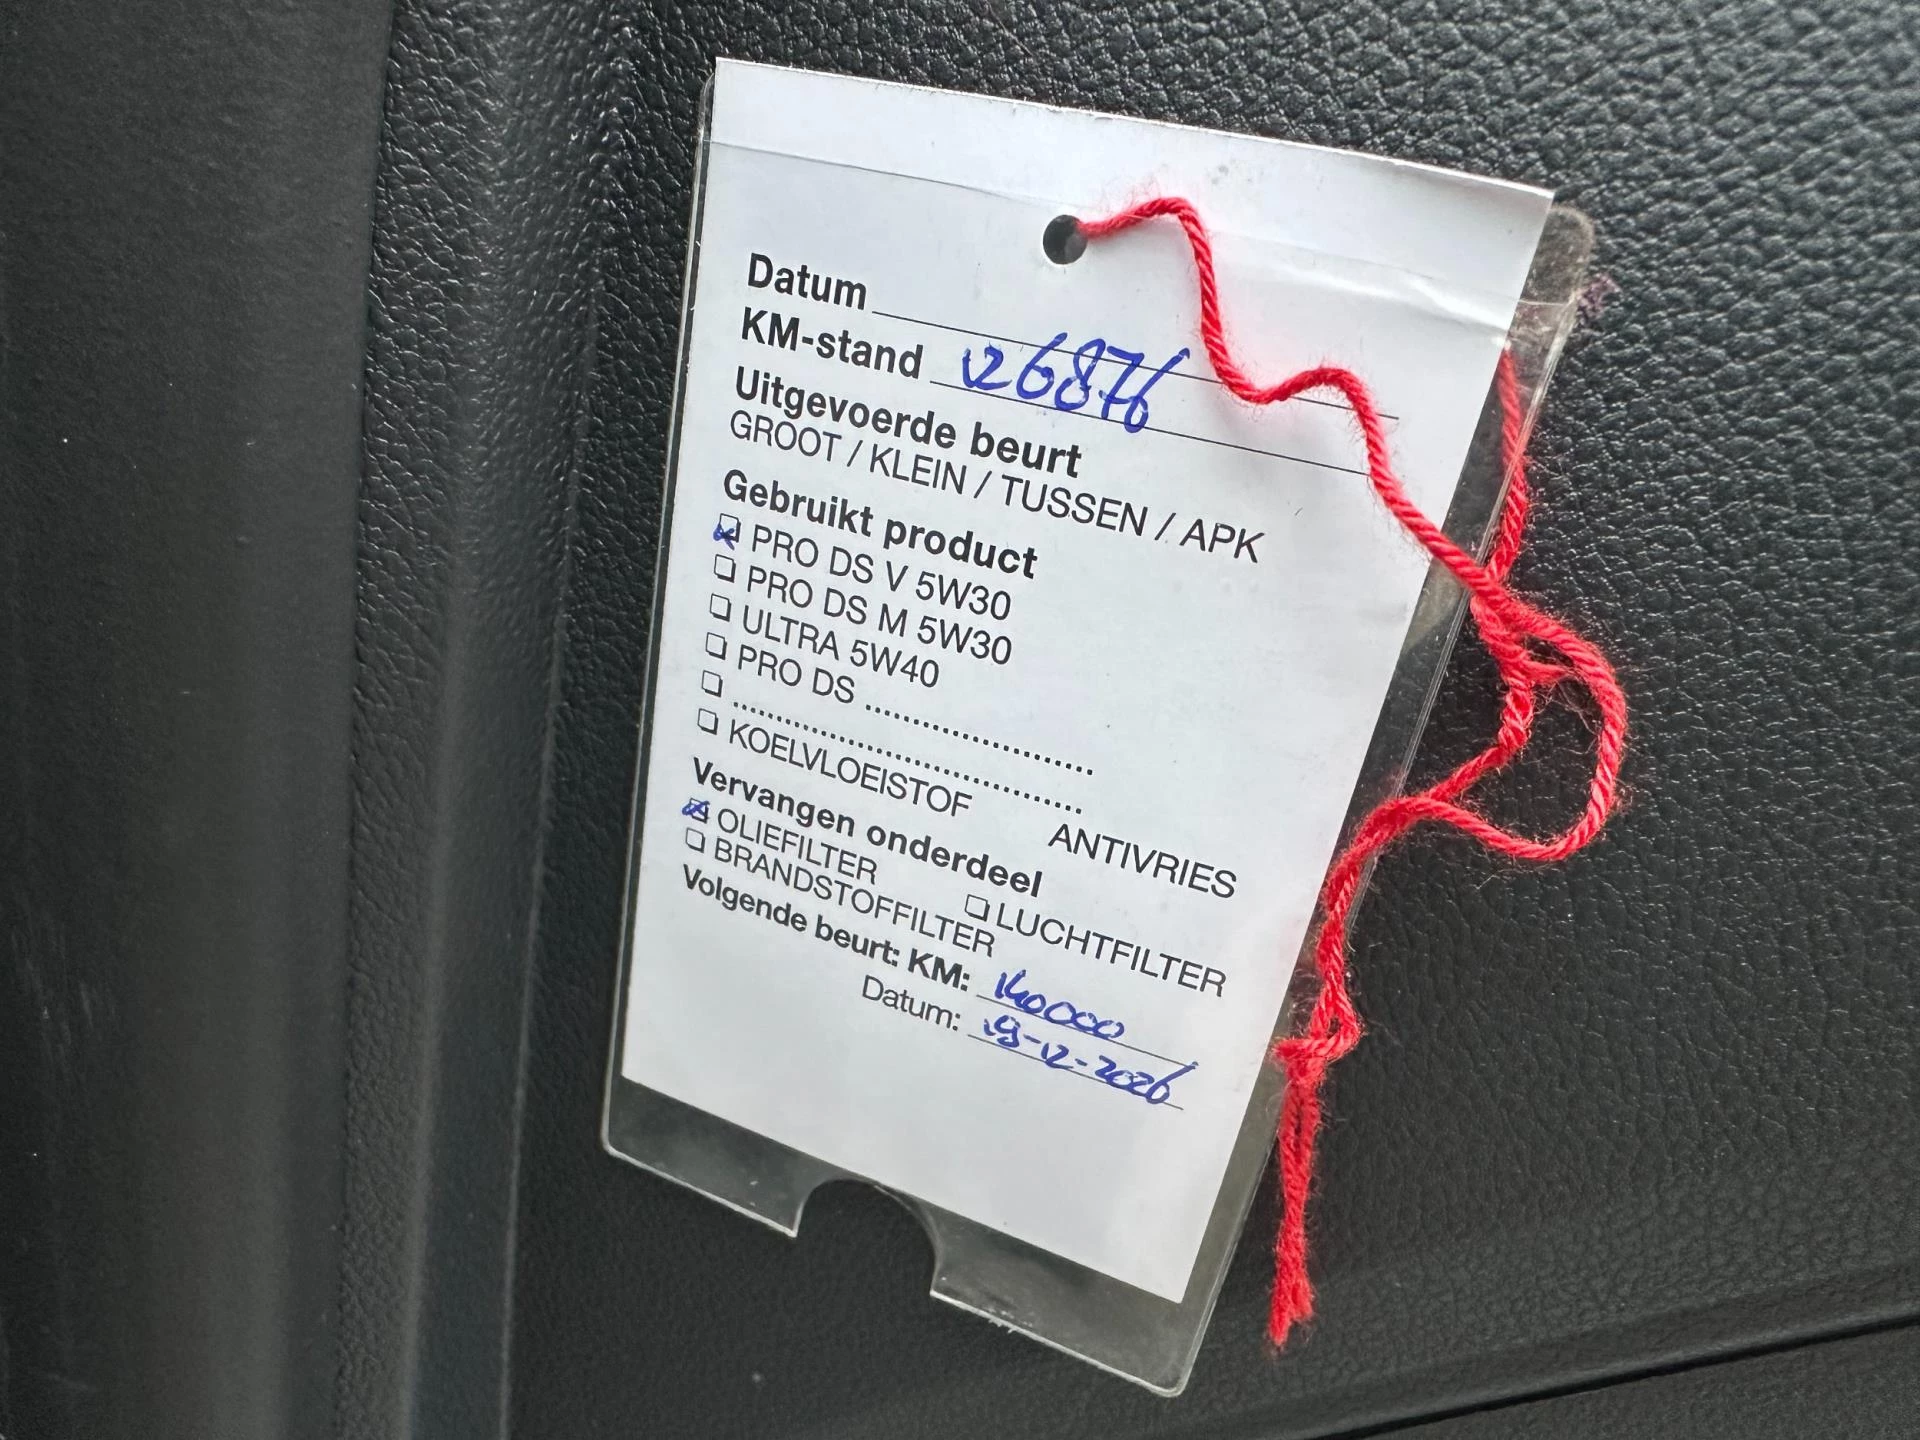 Datum
KM-stand 126876
Uitgevoerde beurt
GROOT / KLEIN / TUSSEN / APK
Gebruikt product
PRO DS V 5W30
PRO DS M 5W30
ULTRA 5W40
PRO DS ........................
........................
KOELVLOEISTOF ANTIVRIES
Vervangen onderdeel
OLIEFILTER LUCHTFILTER
BRANDSTOFFILTER
Volgende beurt: KM: 140000
Datum: 19-12-2026